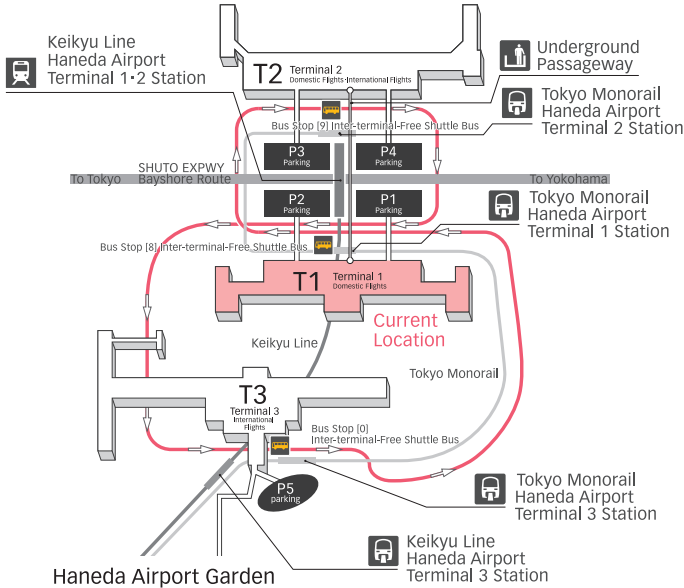 Keikyu Line
Haneda Airport
Terminal 1・2 Station
T2
Terminal 2
Domestic Flights・International Flights
Underground
Passageway
Tokyo Monorail
Haneda Airport
Terminal 2 Station
Bus Stop [9] Inter-terminal-Free Shuttle Bus
P3
Parking
P4
Parking
SHUTO EXPWY
To Tokyo
Bayshore Route
To Yokohama
P2
Parking
P1
Parking
Tokyo Monorail
Haneda Airport
Terminal 1 Station
Bus Stop [8] Inter-terminal-Free Shuttle Bus
T1
Terminal 1
Domestic Flights
Current
Location
Keikyu Line
Tokyo Monorail
T3
Terminal 3
International
Flights
Bus Stop [0]
Inter-terminal-Free Shuttle Bus
P5
parking
Tokyo Monorail
Haneda Airport
Terminal 3 Station
Keikyu Line
Haneda Airport
Terminal 3 Station
Haneda Airport Garden